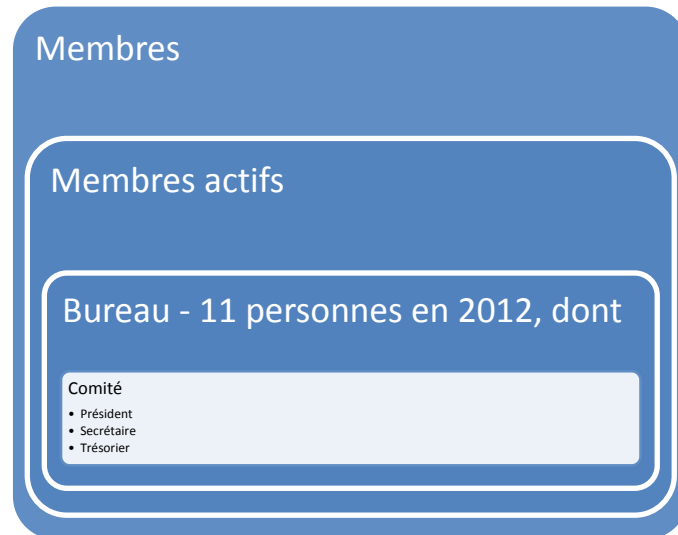 Membres
Membres actifs
Bureau - 11 personnes en 2012, dont
Comité
• Président
• Secrétaire
• Trésorier